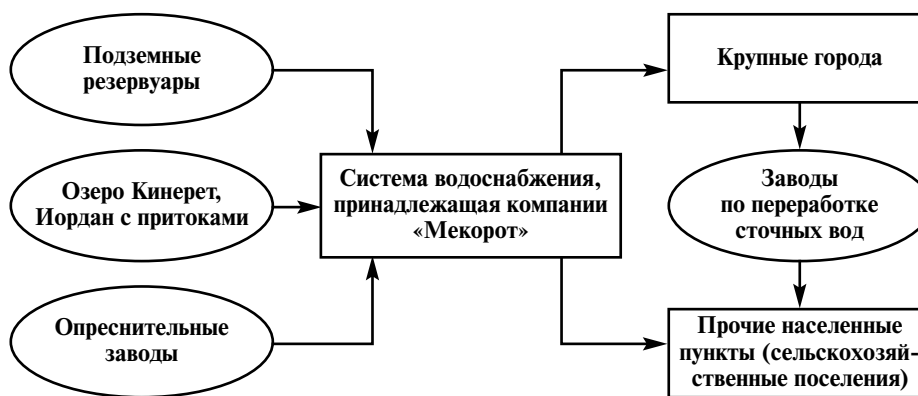 Подземные
резервуары
Озеро Кинерет,
Иордан с притоками
Опреснительные
заводы
Система водоснабжения,
принадлежащая компании
«Мекорот»
Крупные города
Заводы
по переработке
сточных вод
Прочие населенные
пункты (сельскохозяй-
ственные поселения)